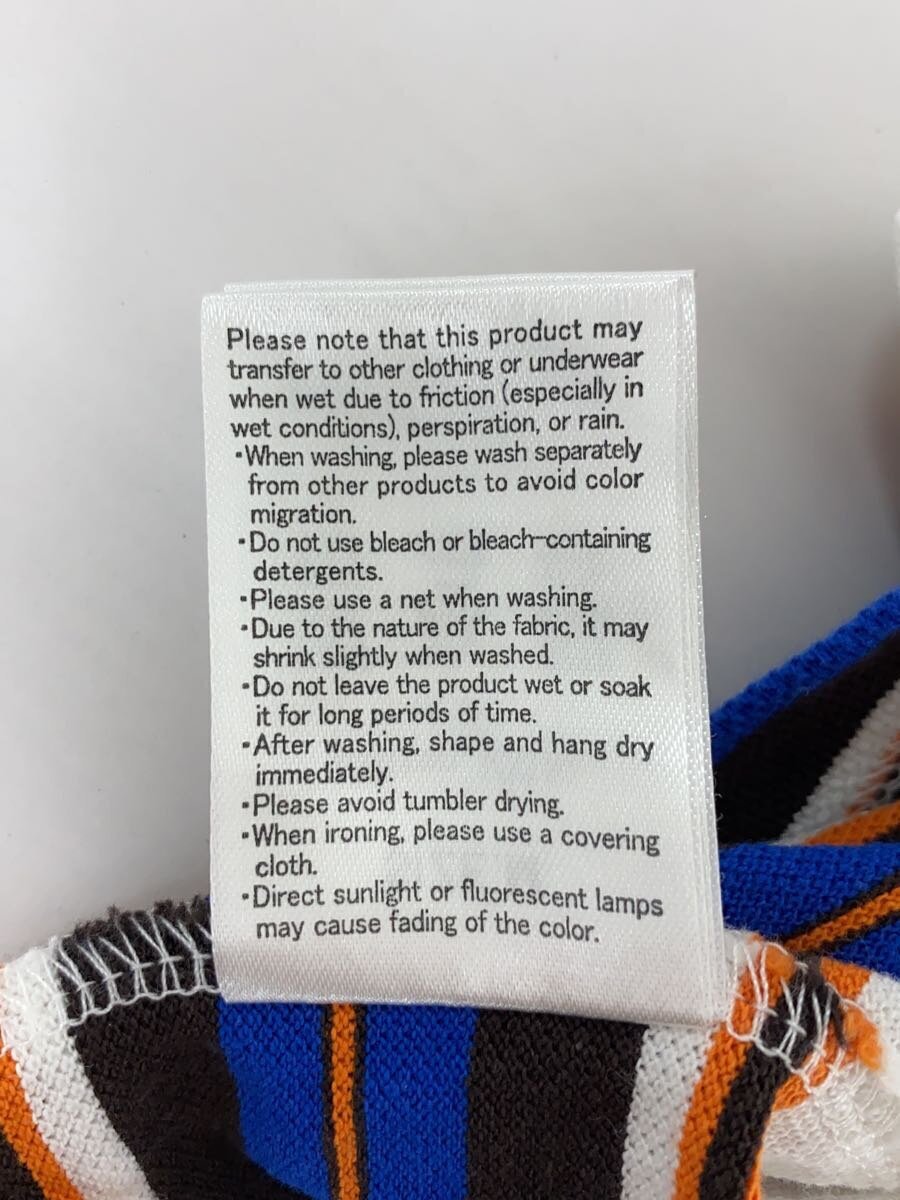 Please note that this product may
transfer to other clothing or underwear
when wet due to friction (especially in
wet conditions), perspiration, or rain.
・When washing, please wash separately
from other products to avoid color
migration.
・Do not use bleach or bleach-containing
detergents.
・Please use a net when washing.
・Due to the nature of the fabric, it may
shrink slightly when washed.
・Do not leave the product wet or soak
it for long periods of time.
・After washing, shape and hang dry
immediately.
・Please avoid tumbler drying.
・When ironing, please use a covering
cloth.
・Direct sunlight or fluorescent lamps
may cause fading of the color.